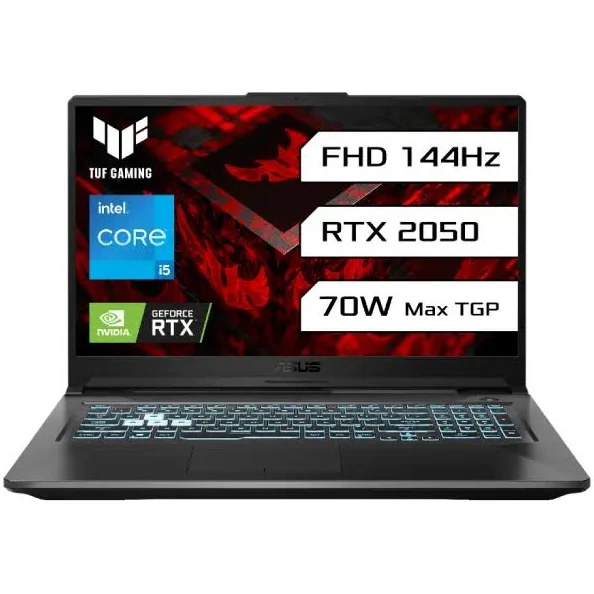 TUF GAMING
FHD 144Hz
intel.
CORE
i5
RTX 2050
NVIDIA
GEFORCE
RTX
70W Max TGP
ASUS